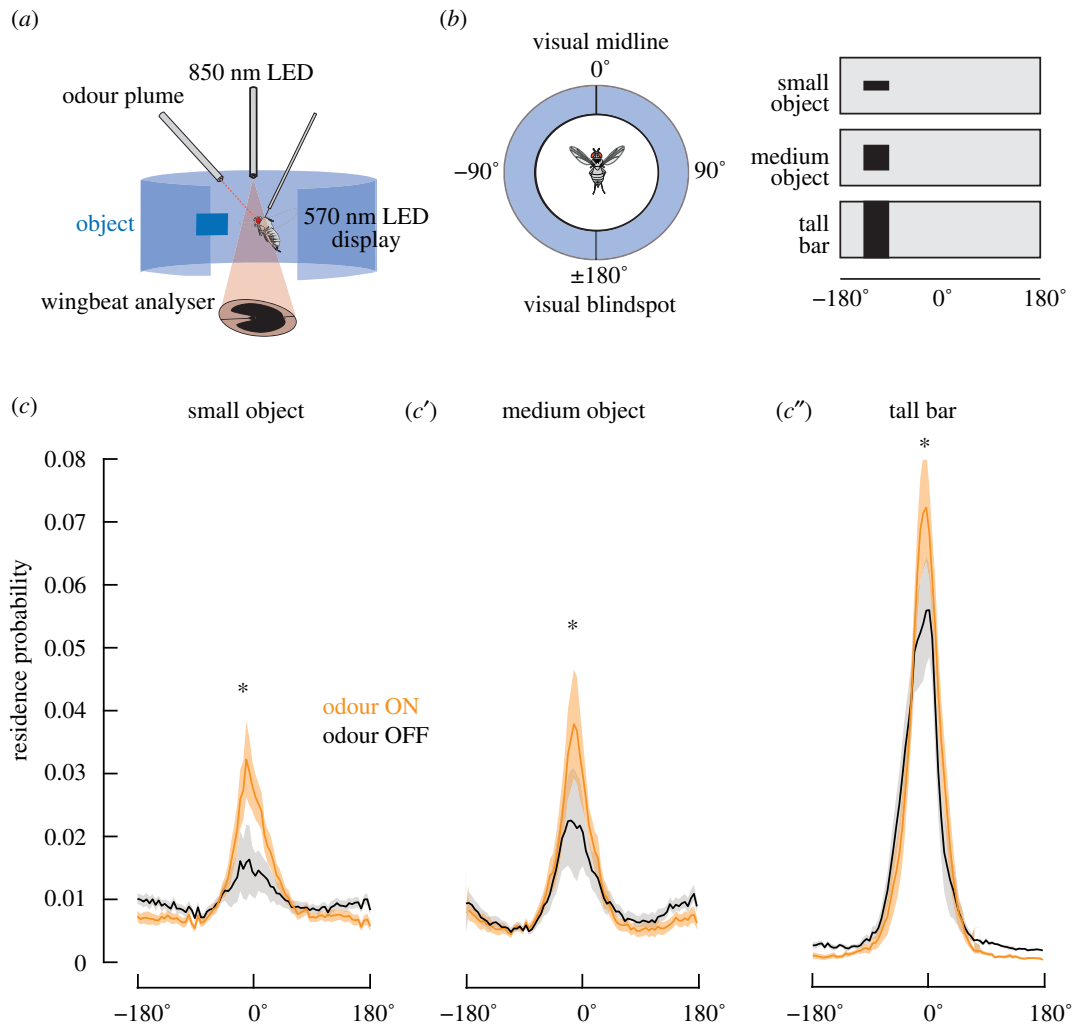 (a)
850 nm LED
odour plume
object
570 nm LED
display
wingbeat analyser
(b)
visual midline
0°
−90°
90°
±180°
visual blindspot
small
object
medium
object
tall
bar
−180°
0°
180°
(c)
small object
(c′)
medium object
(c″)
tall bar
residence probability
0.08
0.07
0.06
0.05
0.04
0.03
0.02
0.01
0
*
*
*
odour ON
odour OFF
−180°
0°
180°
−180°
0°
180°
−180°
0°
180°